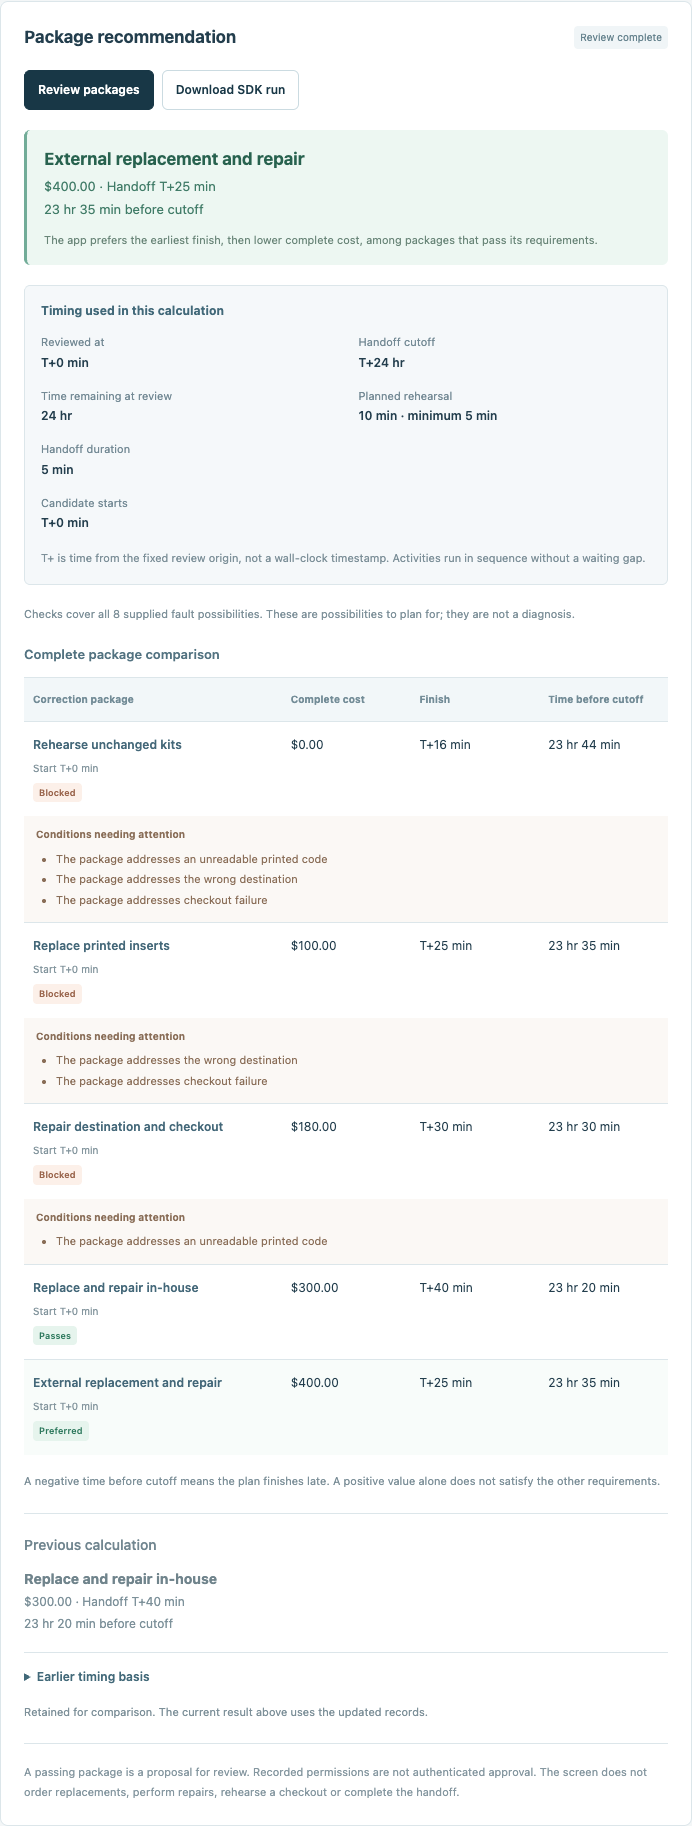 Package recommendation
Review complete
Review packages
Download SDK run
External replacement and repair
$400.00 · Handoff T+25 min
23 hr 35 min before cutoff
The app prefers the earliest finish, then lower complete cost, among packages that pass its requirements.
Timing used in this calculation
Reviewed at
T+0 min
Handoff cutoff
T+24 hr
Time remaining at review
24 hr
Planned rehearsal
10 min · minimum 5 min
Handoff duration
5 min
Candidate starts
T+0 min
T+ is time from the fixed review origin, not a wall-clock timestamp. Activities run in sequence without a waiting gap.
Checks cover all 8 supplied fault possibilities. These are possibilities to plan for; they are not a diagnosis.
Complete package comparison
Correction package Complete cost Finish Time before cutoff
Rehearse unchanged kits $0.00 T+16 min 23 hr 44 min
Start T+0 min
Blocked
Conditions needing attention
• The package addresses an unreadable printed code
• The package addresses the wrong destination
• The package addresses checkout failure
Replace printed inserts $100.00 T+25 min 23 hr 35 min
Start T+0 min
Blocked
Conditions needing attention
• The package addresses the wrong destination
• The package addresses checkout failure
Repair destination and checkout $180.00 T+30 min 23 hr 30 min
Start T+0 min
Blocked
Conditions needing attention
• The package addresses an unreadable printed code
Replace and repair in-house $300.00 T+40 min 23 hr 20 min
Start T+0 min
Passes
External replacement and repair $400.00 T+25 min 23 hr 35 min
Start T+0 min
Preferred
A negative time before cutoff means the plan finishes late. A positive value alone does not satisfy the other requirements.
Previous calculation
Replace and repair in-house
$300.00 · Handoff T+40 min
23 hr 20 min before cutoff
▶ Earlier timing basis
Retained for comparison. The current result above uses the updated records.
A passing package is a proposal for review. Recorded permissions are not authenticated approval. The screen does not
order replacements, perform repairs, rehearse a checkout or complete the handoff.